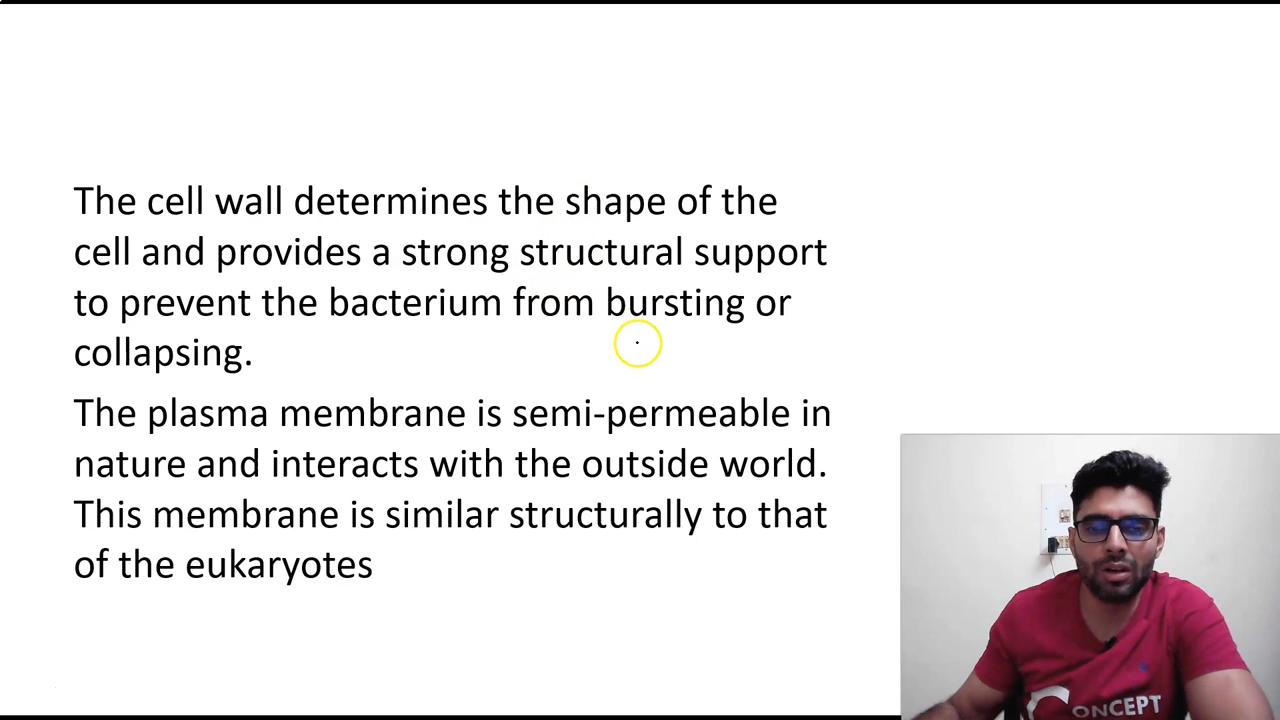 The cell wall determines the shape of the
cell and provides a strong structural support
to prevent the bacterium from bursting or
collapsing.
The plasma membrane is semi-permeable in
nature and interacts with the outside world.
This membrane is similar structurally to that
of the eukaryotes
CONCEPT